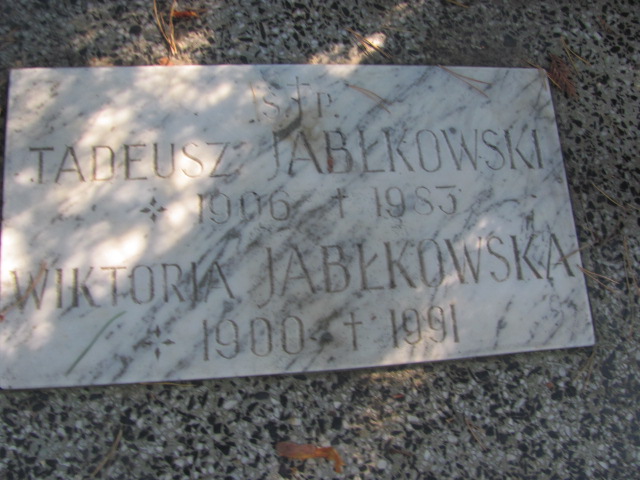 Ś†P.
TADEUSZ JABŁKOWSKI
✧ 1906 † 1983
WIKTORIA JABŁKOWSKA
✧ 1900 † 1991